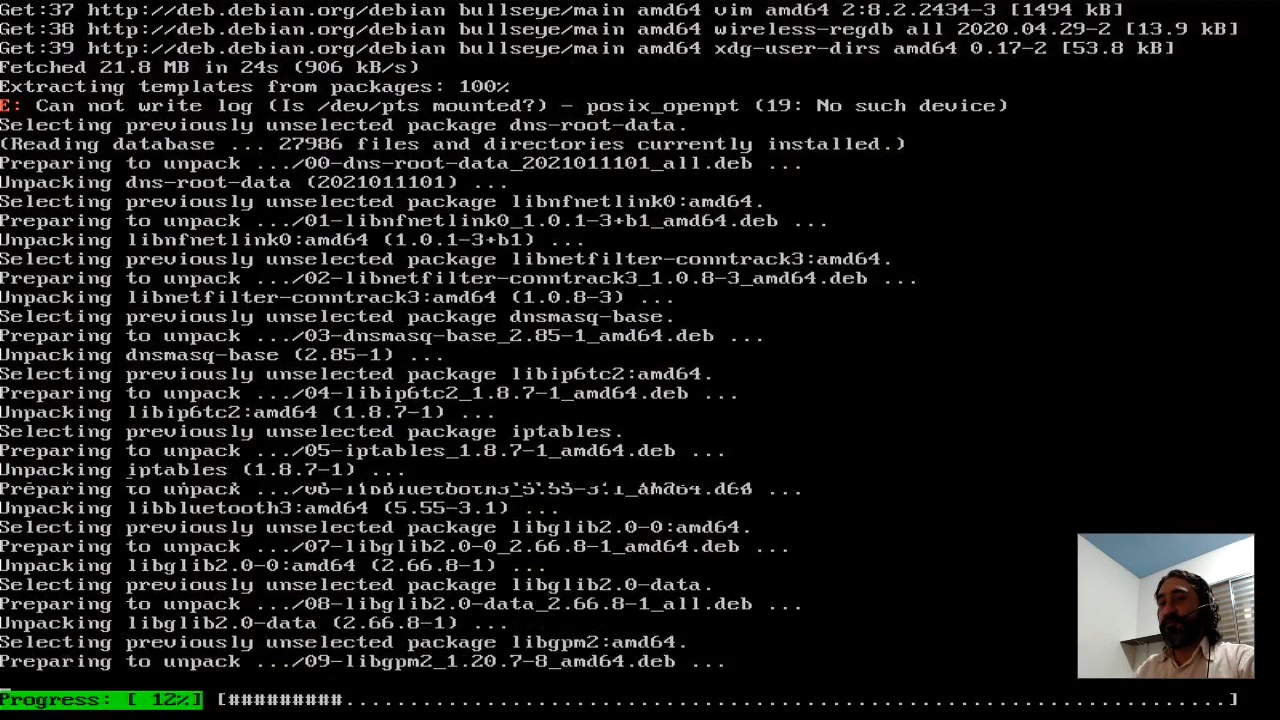 Get:37 http://deb.debian.org/debian bullseye/main amd64 vim amd64 2:8.2.2434-3 [1494 kB]
Get:38 http://deb.debian.org/debian bullseye/main amd64 wireless-regdb all 2020.04.29-2 [13.9 kB]
Get:39 http://deb.debian.org/debian bullseye/main amd64 xdg-user-dirs amd64 0.17-2 [53.8 kB]
Fetched 21.8 MB in 24s (906 kB/s)
Extracting templates from packages: 100%
E: Can not write log (Is /dev/pts mounted?) - posix_openpt (19: No such device)
Selecting previously unselected package dns-root-data.
(Reading database ... 27986 files and directories currently installed.)
Preparing to unpack .../00-dns-root-data_2021011101_all.deb ...
Unpacking dns-root-data (2021011101) ...
Selecting previously unselected package libnfnetlink0:amd64.
Preparing to unpack .../01-libnfnetlink0_1.0.1-3+b1_amd64.deb ...
Unpacking libnfnetlink0:amd64 (1.0.1-3+b1) ...
Selecting previously unselected package libnetfilter-conntrack3:amd64.
Preparing to unpack .../02-libnetfilter-conntrack3_1.0.8-3_amd64.deb ...
Unpacking libnetfilter-conntrack3:amd64 (1.0.8-3) ...
Selecting previously unselected package dnsmasq-base.
Preparing to unpack .../03-dnsmasq-base_2.85-1_amd64.deb ...
Unpacking dnsmasq-base (2.85-1) ...
Selecting previously unselected package libip6tc2:amd64.
Preparing to unpack .../04-libip6tc2_1.8.7-1_amd64.deb ...
Unpacking libip6tc2:amd64 (1.8.7-1) ...
Selecting previously unselected package iptables.
Preparing to unpack .../05-iptables_1.8.7-1_amd64.deb ...
Unpacking iptables (1.8.7-1) ...
Preparing to unpack .../06-libbluetooth3_5.55-3.1_amd64.deb ...
Unpacking libbluetooth3:amd64 (5.55-3.1) ...
Selecting previously unselected package libglib2.0-0:amd64.
Preparing to unpack .../07-libglib2.0-0_2.66.8-1_amd64.deb ...
Unpacking libglib2.0-0:amd64 (2.66.8-1) ...
Selecting previously unselected package libglib2.0-data.
Preparing to unpack .../08-libglib2.0-data_2.66.8-1_all.deb ...
Unpacking libglib2.0-data (2.66.8-1) ...
Selecting previously unselected package libgpm2:amd64.
Preparing to unpack .../09-libgpm2_1.20.7-8_amd64.deb ...
Progress: [ 12%] [##########..........................................................................]